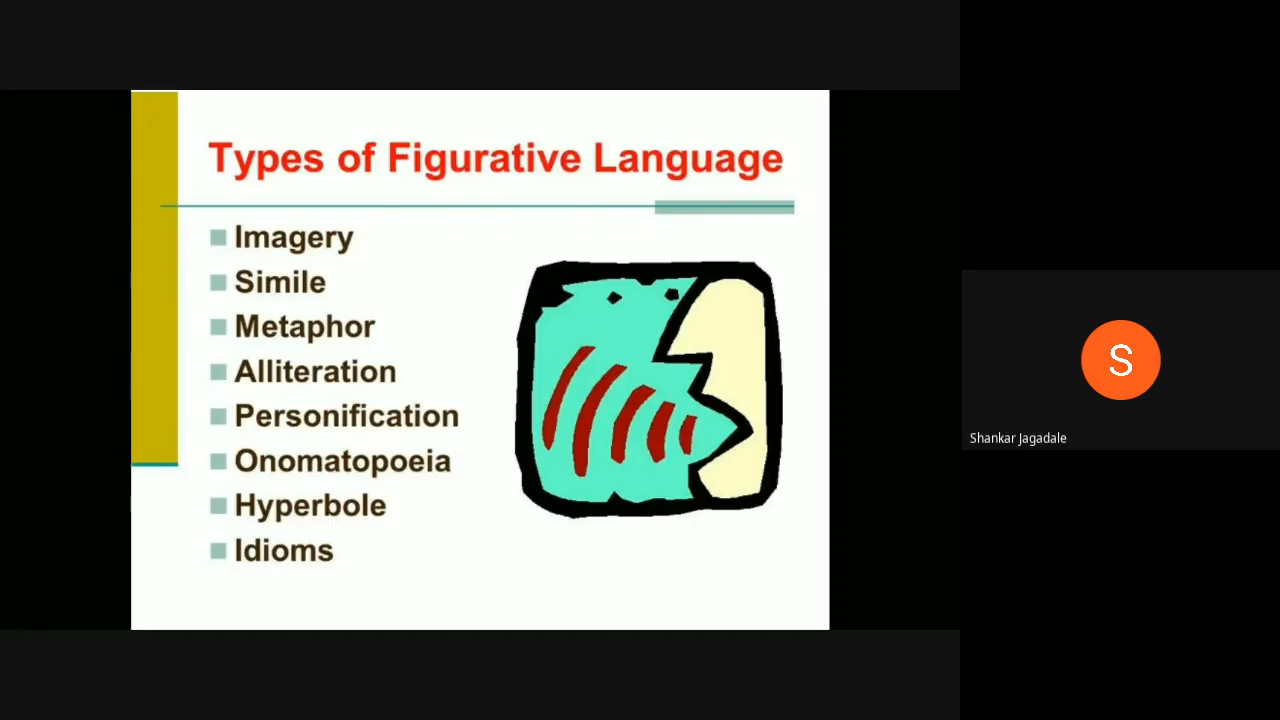 Types of Figurative Language
Imagery
Simile
Metaphor
Alliteration
Personification
Onomatopoeia
Hyperbole
Idioms
S
Shankar Jagadale